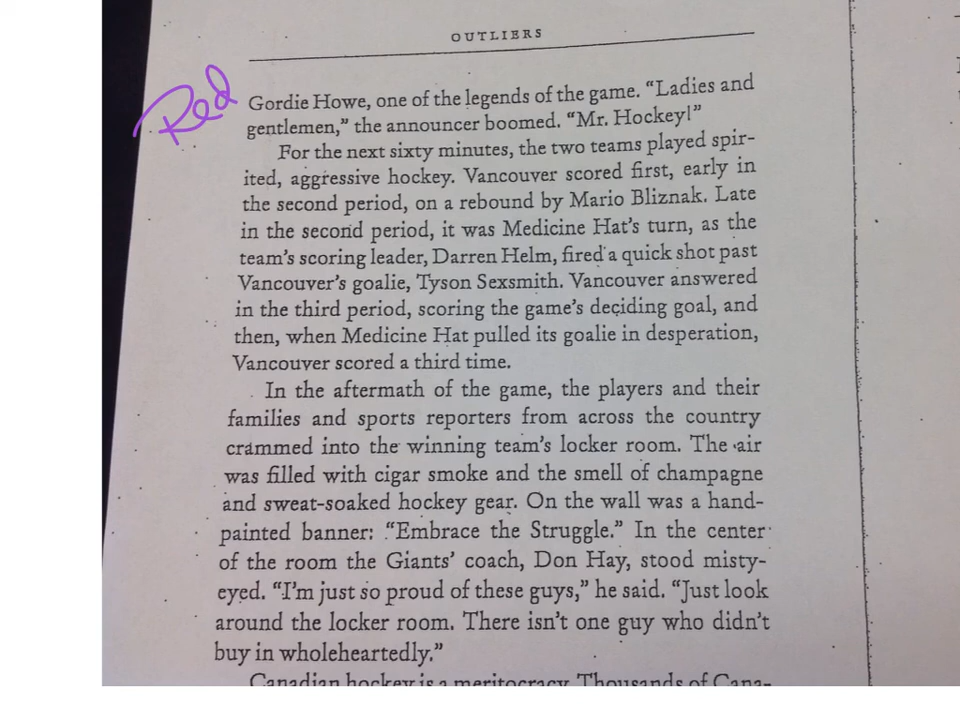 OUTLIERS
Red
Gordie Howe, one of the legends of the game. “Ladies and
gentlemen,” the announcer boomed. “Mr. Hockey!”
For the next sixty minutes, the two teams played spir-
ited, aggressive hockey. Vancouver scored first, early in
the second period, on a rebound by Mario Bliznak. Late
in the second period, it was Medicine Hat’s turn, as the
team’s scoring leader, Darren Helm, fired a quick shot past
Vancouver’s goalie, Tyson Sexsmith. Vancouver answered
in the third period, scoring the game’s deciding goal, and
then, when Medicine Hat pulled its goalie in desperation,
Vancouver scored a third time.
In the aftermath of the game, the players and their
families and sports reporters from across the country
crammed into the winning team’s locker room. The air
was filled with cigar smoke and the smell of champagne
and sweat-soaked hockey gear. On the wall was a hand-
painted banner: “Embrace the Struggle.” In the center
of the room the Giants’ coach, Don Hay, stood misty-
eyed. “I’m just so proud of these guys,” he said. “Just look
around the locker room. There isn’t one guy who didn’t
buy in wholeheartedly.”
Canadian hockey is a meritocracy. Thousands of Cana-